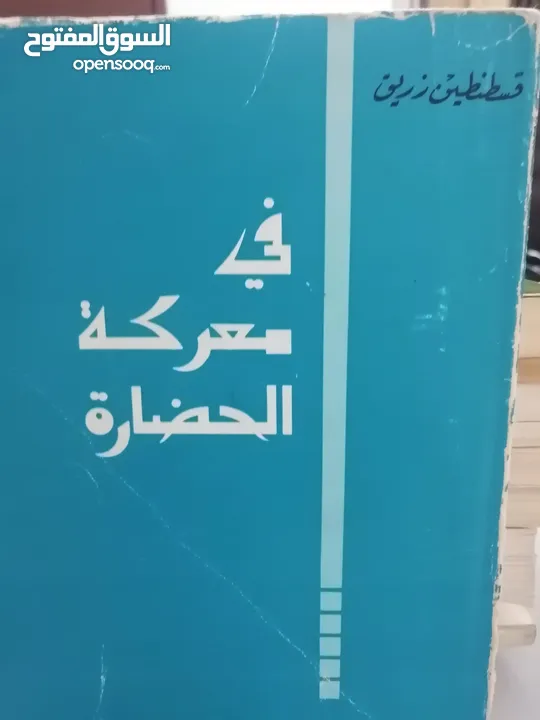 السوق المفتوح
opensooq.com
قسطنطين زريق
في
معركة
الحضارة